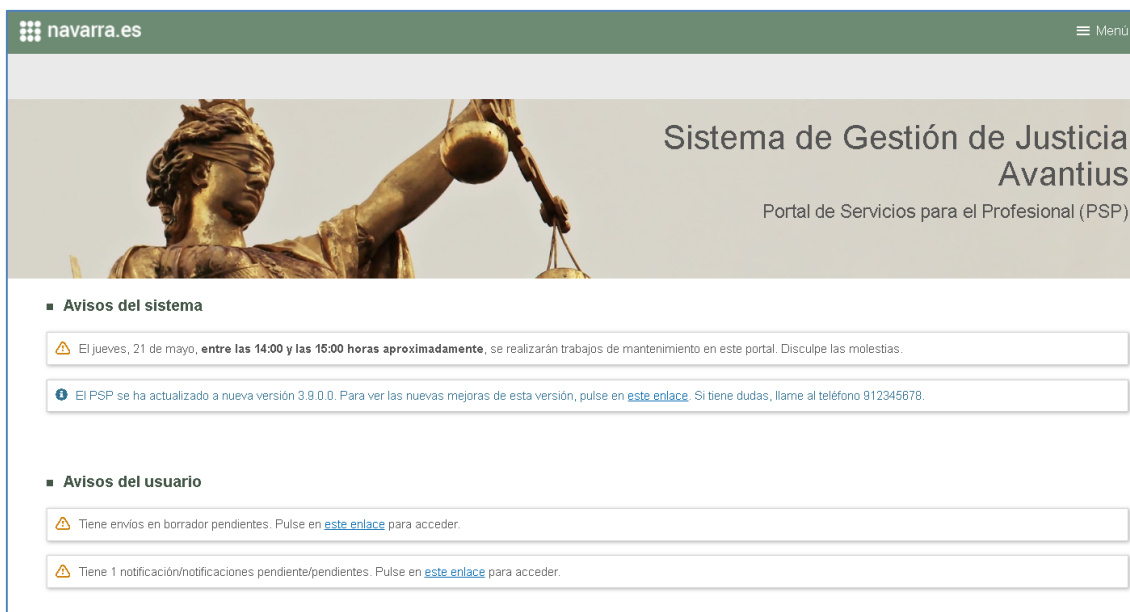 navarra.es
Menú
Sistema de Gestión de Justicia
Avantius
Portal de Servicios para el Profesional (PSP)
Avisos del sistema
El jueves, 21 de mayo, entre las 14:00 y las 15:00 horas aproximadamente, se realizarán trabajos de mantenimiento en este portal. Disculpe las molestias.
El PSP se ha actualizado a nueva versión 3.9.0.0. Para ver las nuevas mejoras de esta versión, pulse en este enlace. Si tiene dudas, llame al teléfono 912345678.
Avisos del usuario
Tiene envíos en borrador pendientes. Pulse en este enlace para acceder.
Tiene 1 notificación/notificaciones pendiente/pendientes. Pulse en este enlace para acceder.